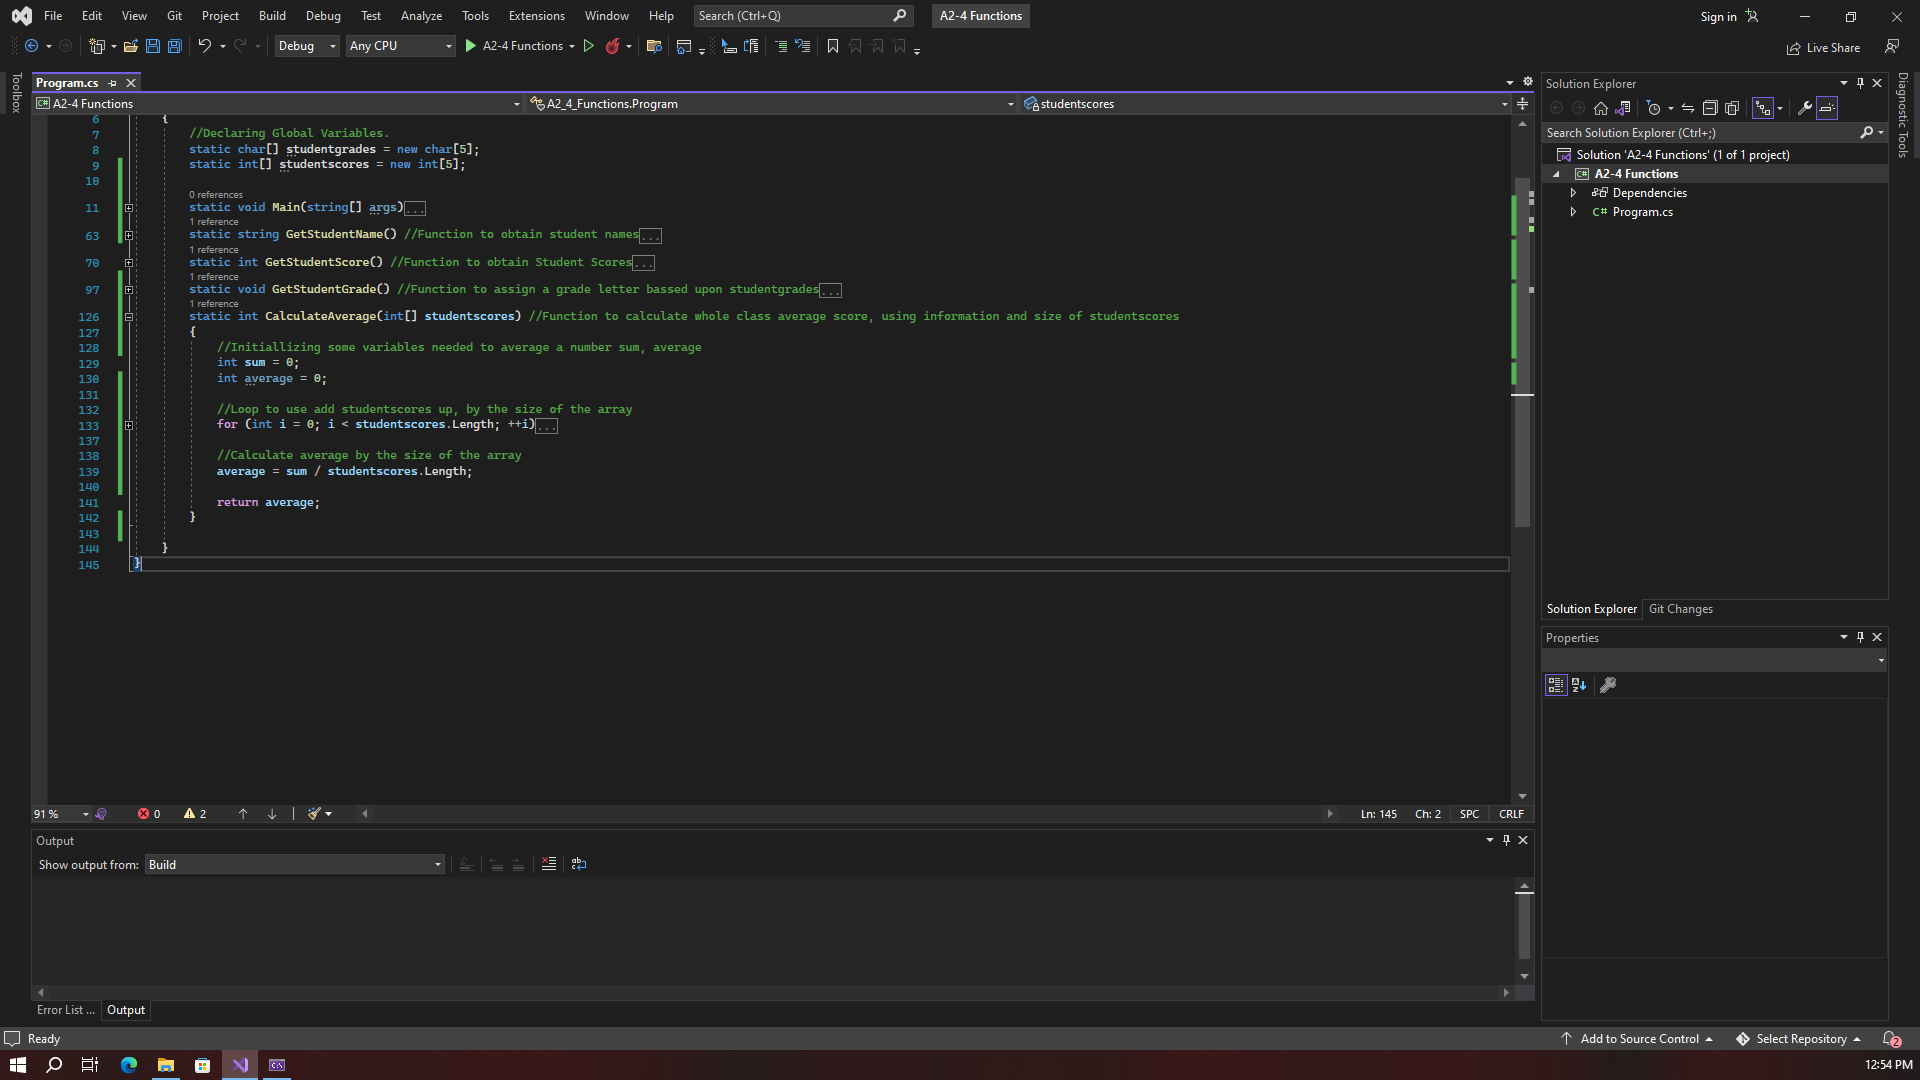 File Edit View Git Project Build Debug Test Analyze Tools Extensions Window Help Search (Ctrl+Q) A2-4 Functions Sign in
Debug Any CPU A2-4 Functions Live Share
Toolbox
Program.cs
A2-4 Functions A2_4_Functions.Program studentscores
6 {
7 //Declaring Global Variables.
8 static char[] studentgrades = new char[5];
9 static int[] studentscores = new int[5];
10
0 references
11 static void Main(string[] args)...
1 reference
63 static string GetStudentName() //Function to obtain student names...
1 reference
70 static int GetStudentScore() //Function to obtain Student Scores...
1 reference
97 static void GetStudentGrade() //Function to assign a grade letter bassed upon studentgrades...
1 reference
126 static int CalculateAverage(int[] studentscores) //Function to calculate whole class average score, using information and size of studentscores
127 {
128 //Initiallizing some variables needed to average a number sum, average
129 int sum = 0;
130 int average = 0;
131
132 //Loop to use add studentscores up, by the size of the array
133 for (int i = 0; i < studentscores.Length; ++i)...
137
138 //Calculate average by the size of the array
139 average = sum / studentscores.Length;
140
141 return average;
142 }
143
144 }
145 }
91 % 0 2 Ln: 145 Ch: 2 SPC CRLF
Output
Show output from: Build
Error List ... Output
Solution Explorer
Search Solution Explorer (Ctrl+;)
Solution 'A2-4 Functions' (1 of 1 project)
A2-4 Functions
Dependencies
C# Program.cs
Solution Explorer Git Changes
Properties
Diagnostic Tools
Ready Add to Source Control Select Repository 2
12:54 PM